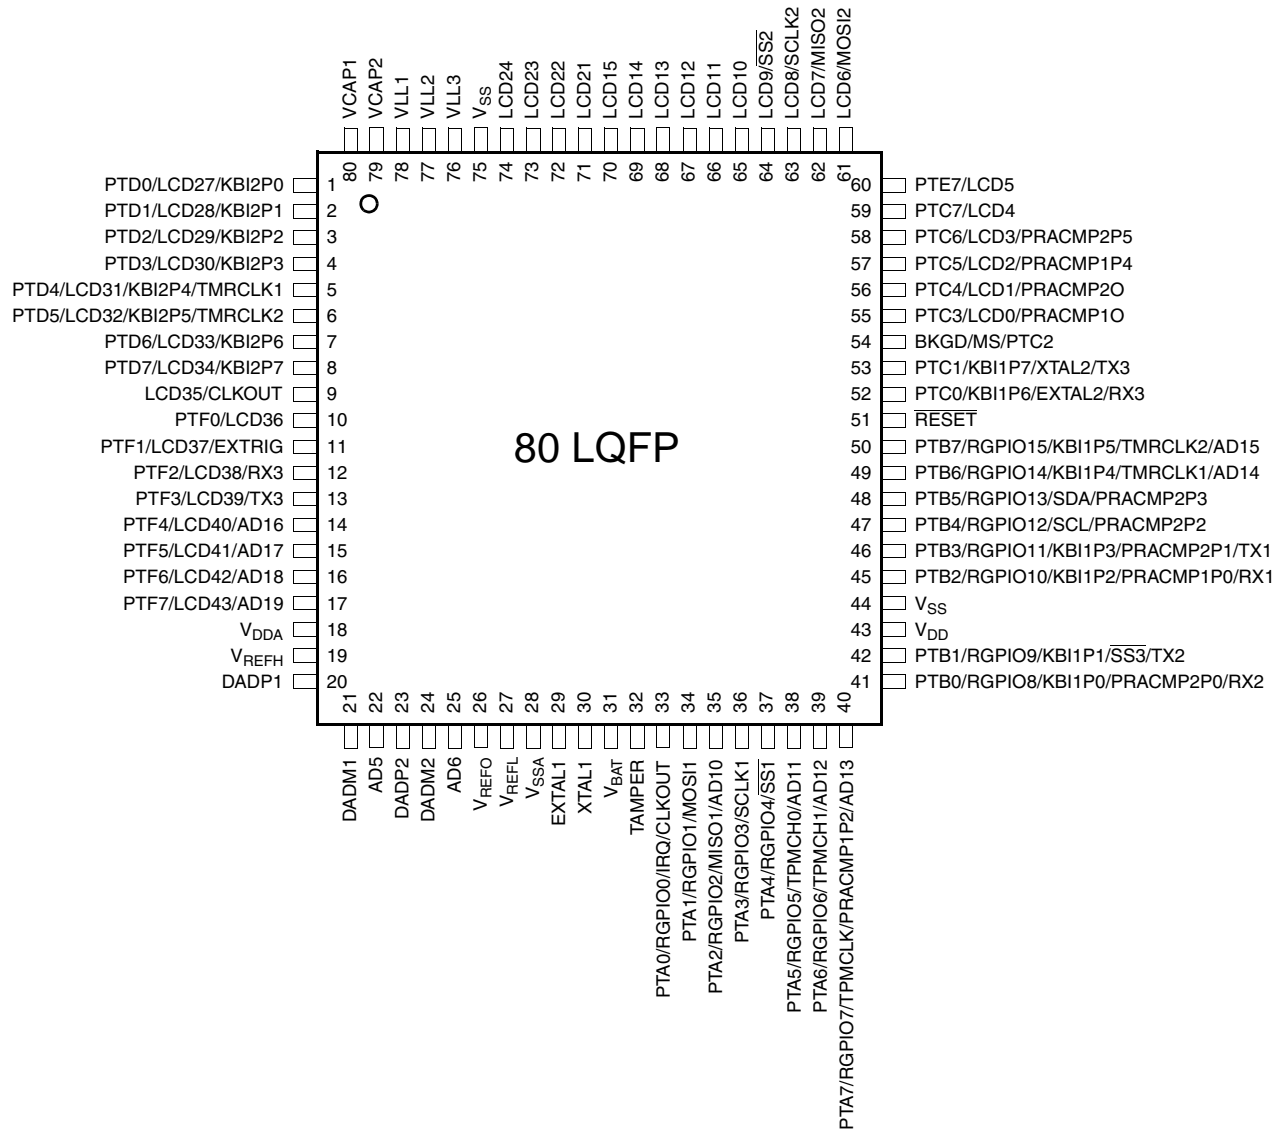 VCAP1
VCAP2
VLL1
VLL2
VLL3
VSS
LCD24
LCD23
LCD22
LCD21
LCD15
LCD14
LCD13
LCD12
LCD11
LCD10
LCD9/SS2
LCD8/SCLK2
LCD7/MISO2
LCD6/MOSI2
80
79
78
77
76
75
74
73
72
71
70
69
68
67
66
65
64
63
62
61
PTD0/LCD27/KBI2P0 1
PTD1/LCD28/KBI2P1 2
PTD2/LCD29/KBI2P2 3
PTD3/LCD30/KBI2P3 4
PTD4/LCD31/KBI2P4/TMRCLK1 5
PTD5/LCD32/KBI2P5/TMRCLK2 6
PTD6/LCD33/KBI2P6 7
PTD7/LCD34/KBI2P7 8
LCD35/CLKOUT 9
PTF0/LCD36 10
PTF1/LCD37/EXTRIG 11
PTF2/LCD38/RX3 12
PTF3/LCD39/TX3 13
PTF4/LCD40/AD16 14
PTF5/LCD41/AD17 15
PTF6/LCD42/AD18 16
PTF7/LCD43/AD19 17
VDDA 18
VREFH 19
DADP1 20
80 LQFP
60 PTE7/LCD5
59 PTC7/LCD4
58 PTC6/LCD3/PRACMP2P5
57 PTC5/LCD2/PRACMP1P4
56 PTC4/LCD1/PRACMP2O
55 PTC3/LCD0/PRACMP1O
54 BKGD/MS/PTC2
53 PTC1/KBI1P7/XTAL2/TX3
52 PTC0/KBI1P6/EXTAL2/RX3
51 RESET
50 PTB7/RGPIO15/KBI1P5/TMRCLK2/AD15
49 PTB6/RGPIO14/KBI1P4/TMRCLK1/AD14
48 PTB5/RGPIO13/SDA/PRACMP2P3
47 PTB4/RGPIO12/SCL/PRACMP2P2
46 PTB3/RGPIO11/KBI1P3/PRACMP2P1/TX1
45 PTB2/RGPIO10/KBI1P2/PRACMP1P0/RX1
44 VSS
43 VDD
42 PTB1/RGPIO9/KBI1P1/SS3/TX2
41 PTB0/RGPIO8/KBI1P0/PRACMP2P0/RX2
21
22
23
24
25
26
27
28
29
30
31
32
33
34
35
36
37
38
39
40
DADM1
AD5
DADP2
DADM2
AD6
VREFO
VREFL
VSSA
EXTAL1
XTAL1
VBAT
TAMPER
PTA0/RGPIO0/IRQ/CLKOUT
PTA1/RGPIO1/MOSI1
PTA2/RGPIO2/MISO1/AD10
PTA3/RGPIO3/SCLK1
PTA4/RGPIO4/SS1
PTA5/RGPIO5/TPMCH0/AD11
PTA6/RGPIO6/TPMCH1/AD12
PTA7/RGPIO7/TPMCLK/PRACMP1P2/AD13